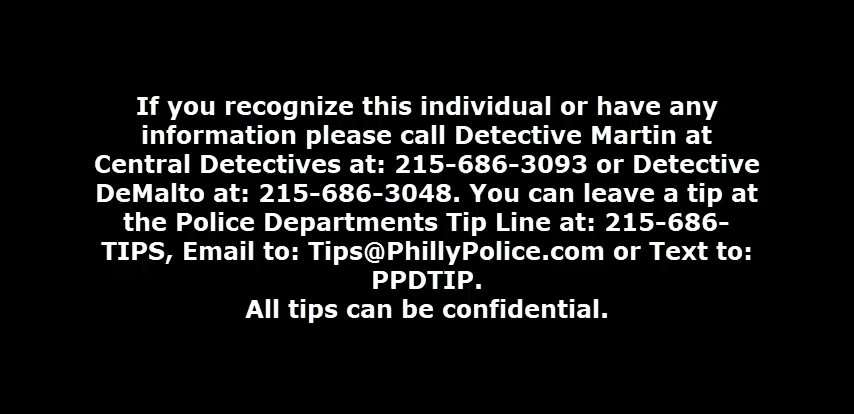 If you recognize this individual or have any
information please call Detective Martin at
Central Detectives at: 215-686-3093 or Detective
DeMalto at: 215-686-3048. You can leave a tip at
the Police Departments Tip Line at: 215-686-
TIPS, Email to: Tips@PhillyPolice.com or Text to:
PPDTIP.
All tips can be confidential.